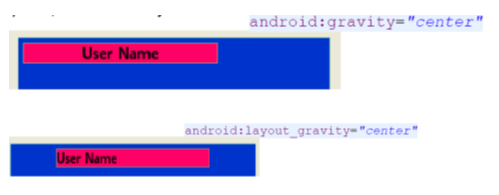 android:gravity="center"
User Name
android:layout_gravity="center"
User Name